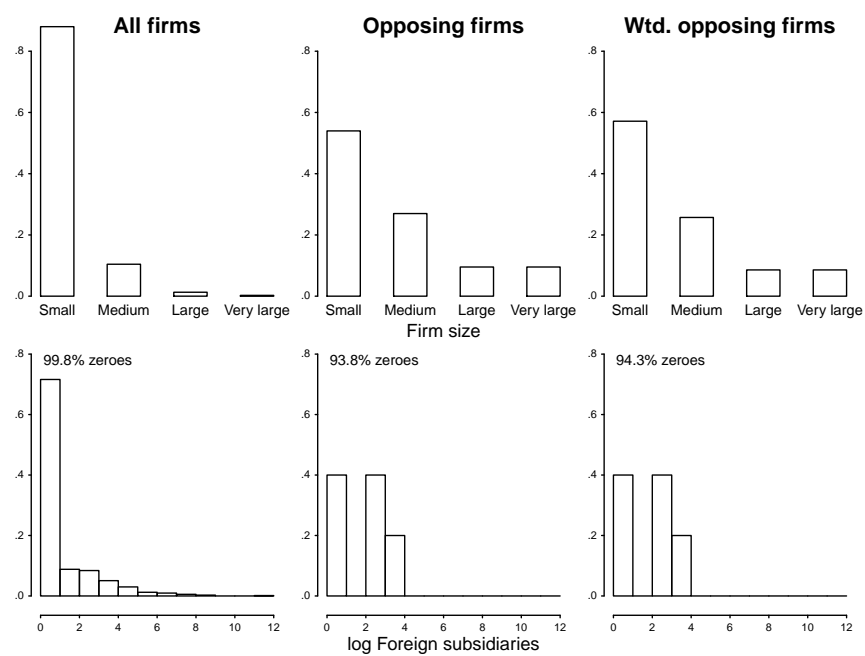 All firms
Opposing firms
Wtd. opposing firms
.8
.6
.4
.2
.0
Small Medium Large Very large
.8
.6
.4
.2
.0
Small Medium Large Very large
.8
.6
.4
.2
.0
Small Medium Large Very large
Firm size
99.8% zeroes
.8
.6
.4
.2
.0
0 2 4 6 8 10 12
93.8% zeroes
.8
.6
.4
.2
.0
0 2 4 6 8 10 12
94.3% zeroes
.8
.6
.4
.2
.0
0 2 4 6 8 10 12
log Foreign subsidiaries